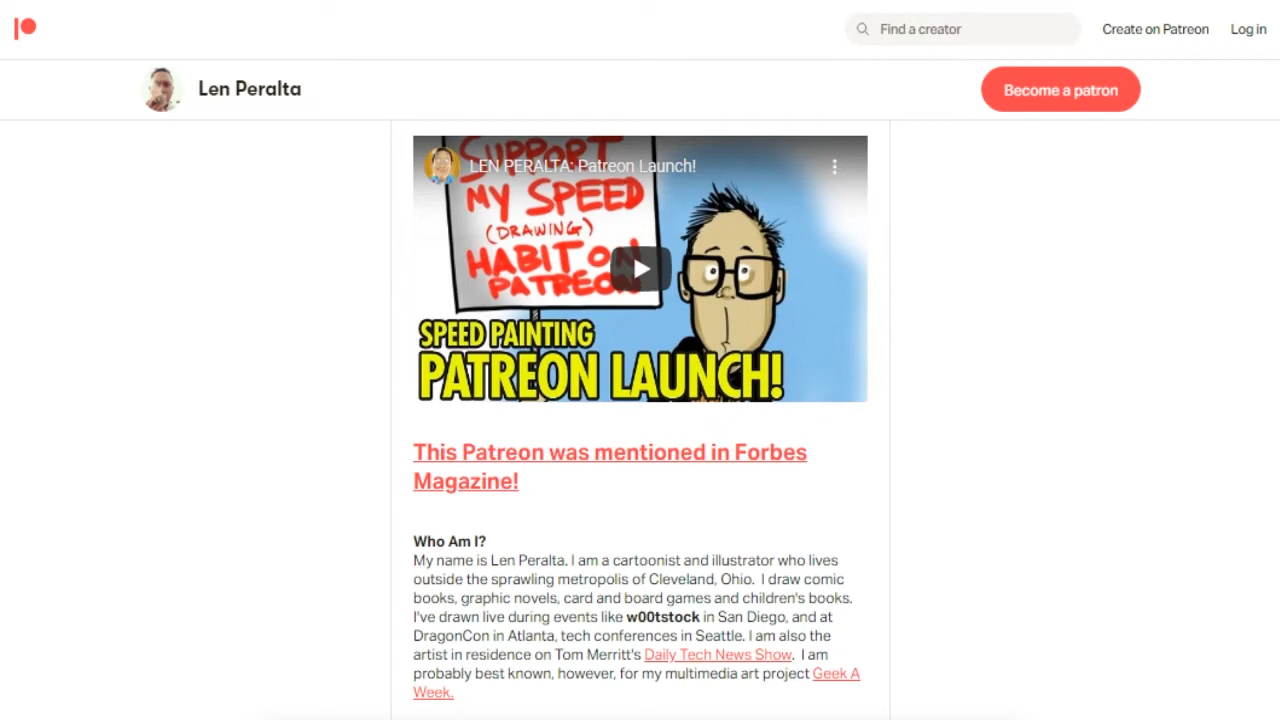 Find a creator
Create on Patreon
Log in
Len Peralta
Become a patron
LEN PERALTA: Patreon Launch!
SUPPORT
MY SPEED
(DRAWING)
HABIT ON
PATREON
SPEED PAINTING
PATREON LAUNCH!
This Patreon was mentioned in Forbes
Magazine!
Who Am I?
My name is Len Peralta. I am a cartoonist and illustrator who lives
outside the sprawling metropolis of Cleveland, Ohio.  I draw comic
books, graphic novels, card and board games and children's books.
I've drawn live during events like w00tstock in San Diego, and at
DragonCon in Atlanta, tech conferences in Seattle. I am also the
artist in residence on Tom Merritt's Daily Tech News Show.  I am
probably best known, however, for my multimedia art project Geek A
Week.